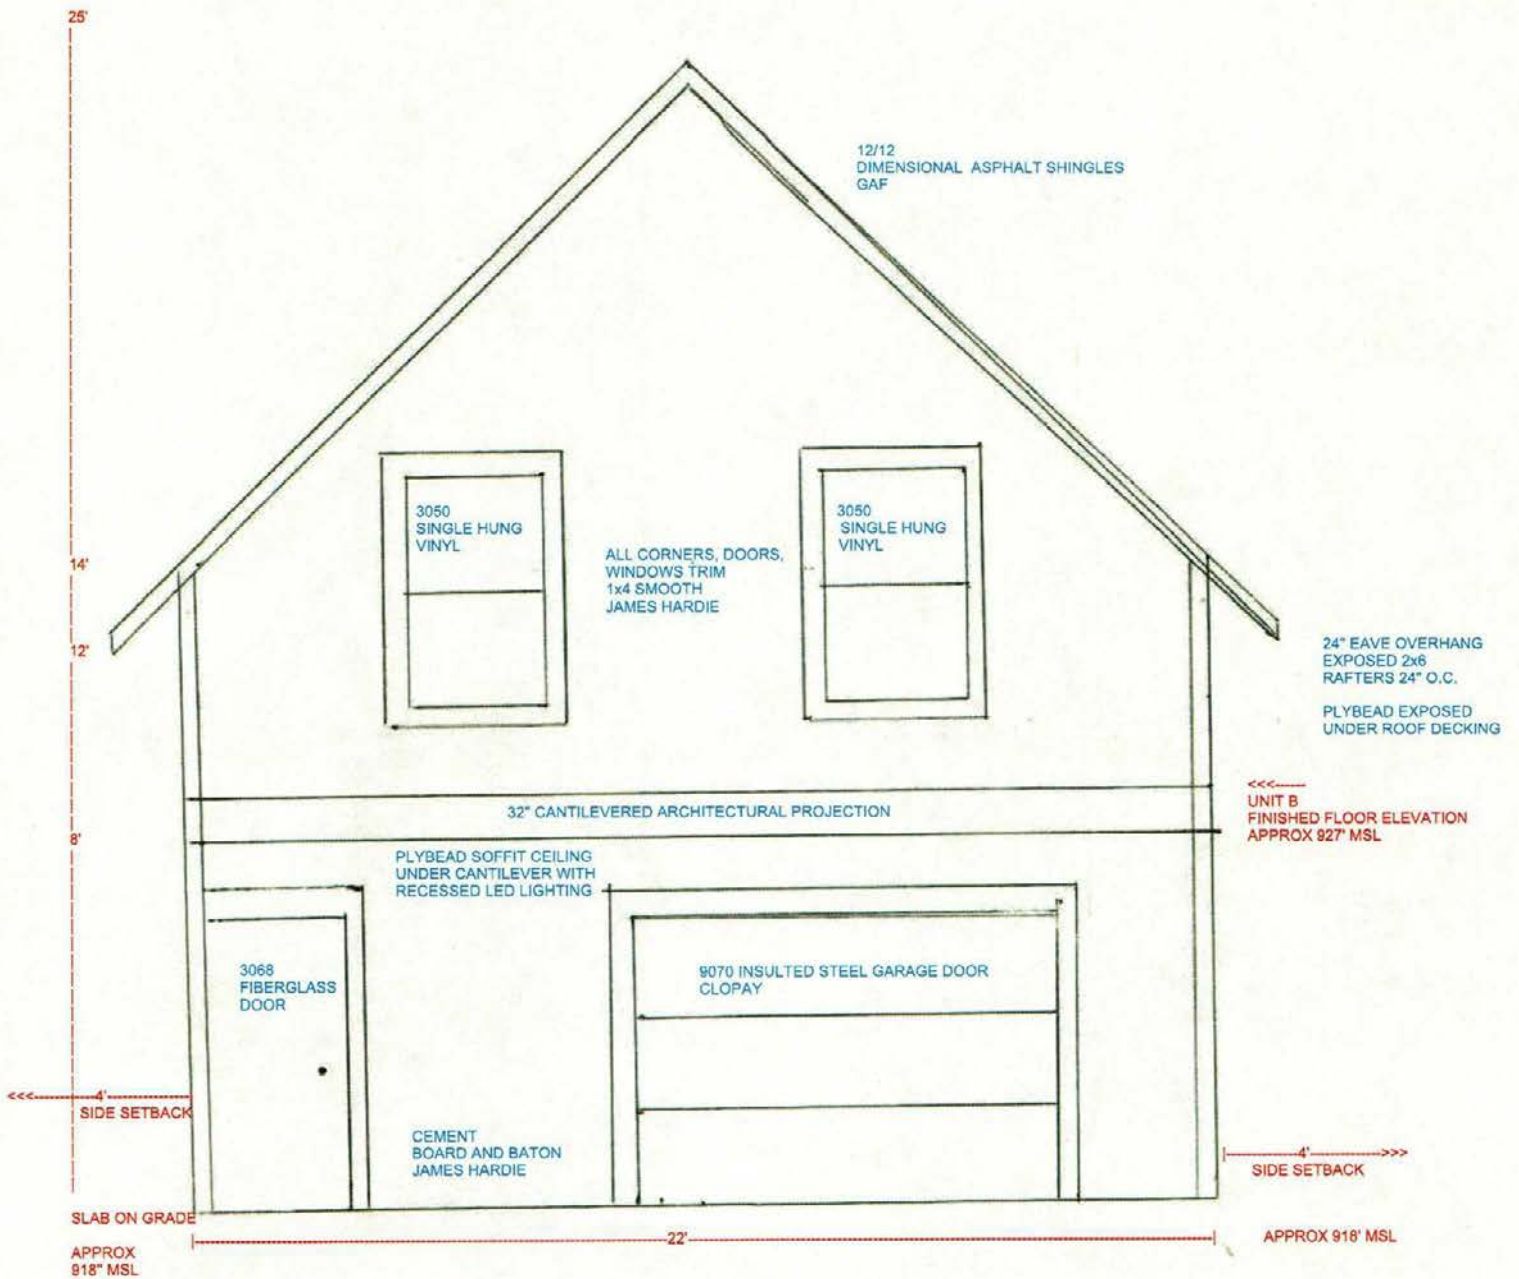 25'
12/12
DIMENSIONAL ASPHALT SHINGLES
GAF
3050
SINGLE HUNG
VINYL
3050
SINGLE HUNG
VINYL
ALL CORNERS, DOORS,
WINDOWS TRIM
1x4 SMOOTH
JAMES HARDIE
14'
12'
24" EAVE OVERHANG
EXPOSED 2x6
RAFTERS 24" O.C.
PLYBEAD EXPOSED
UNDER ROOF DECKING
<<<------
UNIT B
FINISHED FLOOR ELEVATION
APPROX 927' MSL
32" CANTILEVERED ARCHITECTURAL PROJECTION
8'
PLYBEAD SOFFIT CEILING
UNDER CANTILEVER WITH
RECESSED LED LIGHTING
3068
FIBERGLASS
DOOR
9070 INSULTED STEEL GARAGE DOOR
CLOPAY
<<<----------4'---------------
SIDE SETBACK
CEMENT
BOARD AND BATON
JAMES HARDIE
|------------4'----------->>>
SIDE SETBACK
SLAB ON GRADE
22'
APPROX
918" MSL
APPROX 918' MSL